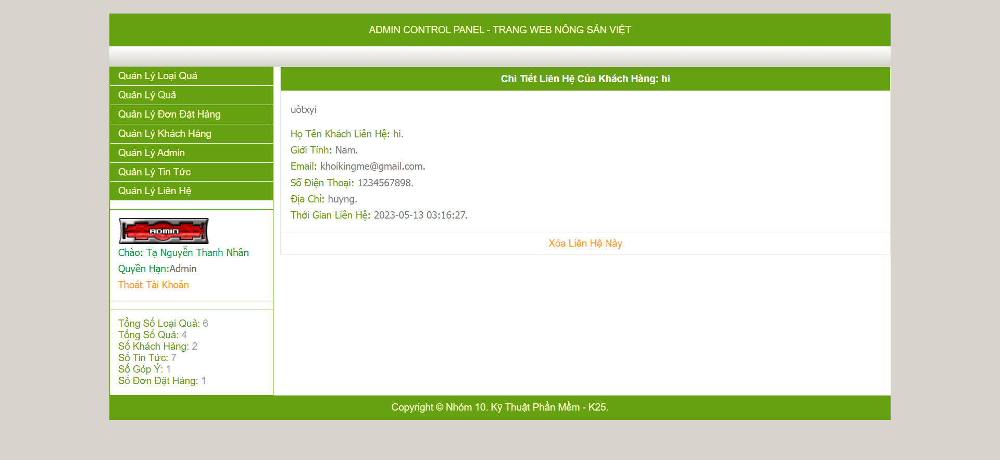 ADMIN CONTROL PANEL - TRANG WEB NÔNG SẢN VIỆT
Quản Lý Loại Quả
Quản Lý Quả
Quản Lý Đơn Đặt Hàng
Quản Lý Khách Hàng
Quản Lý Admin
Quản Lý Tin Tức
Quản Lý Liên Hệ
ADMIN
Chào: Tạ Nguyễn Thanh Nhân
Quyền Hạn:Admin
Thoát Tài Khoản
Tổng Số Loại Quả: 6
Tổng Số Quả: 4
Số Khách Hàng: 2
Số Tin Tức: 7
Số Góp Ý: 1
Số Đơn Đặt Hàng: 1
Chi Tiết Liên Hệ Của Khách Hàng: hi
uòtxyi
Họ Tên Khách Liên Hệ: hi.
Giới Tính: Nam.
Email: khoikingme@gmail.com.
Số Điện Thoại: 1234567898.
Địa Chỉ: huyng.
Thời Gian Liên Hệ: 2023-05-13 03:16:27.
Xóa Liên Hệ Này
Copyright © Nhóm 10. Kỹ Thuật Phần Mềm - K25.